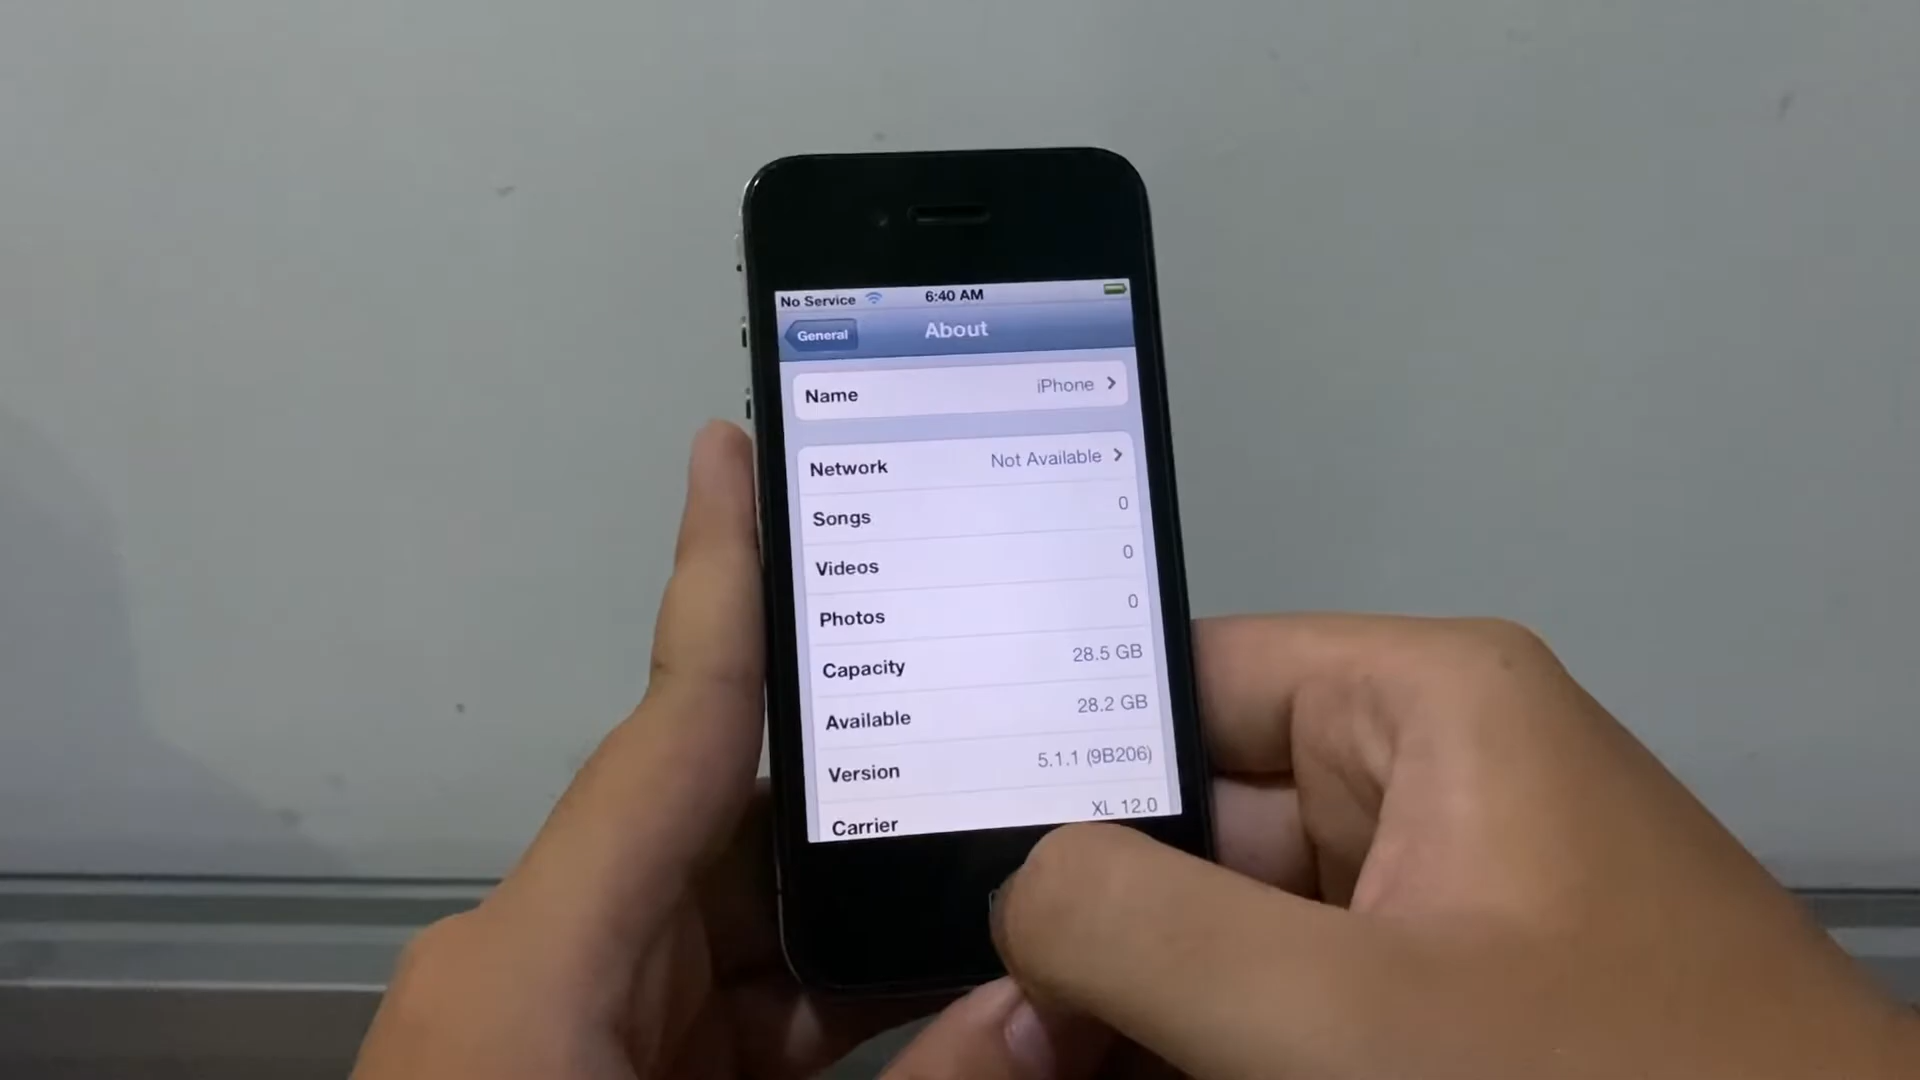 No Service 6:40 AM
General About
Name iPhone
Network Not Available
Songs 0
Videos 0
Photos 0
Capacity 28.5 GB
Available 28.2 GB
Version 5.1.1 (9B206)
Carrier XL 12.0